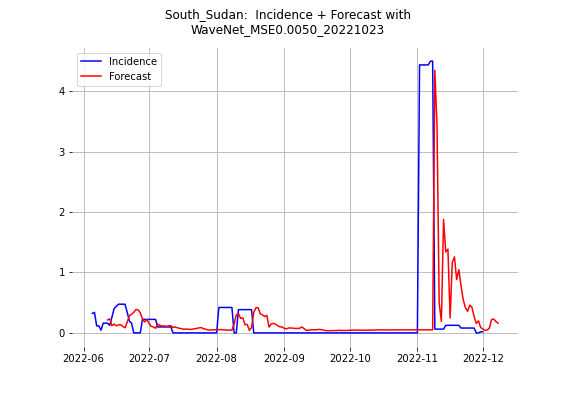 South_Sudan:  Incidence + Forecast with
WaveNet_MSE0.0050_20221023
Incidence
Forecast
4
3
2
1
0
2022-06 2022-07 2022-08 2022-09 2022-10 2022-11 2022-12